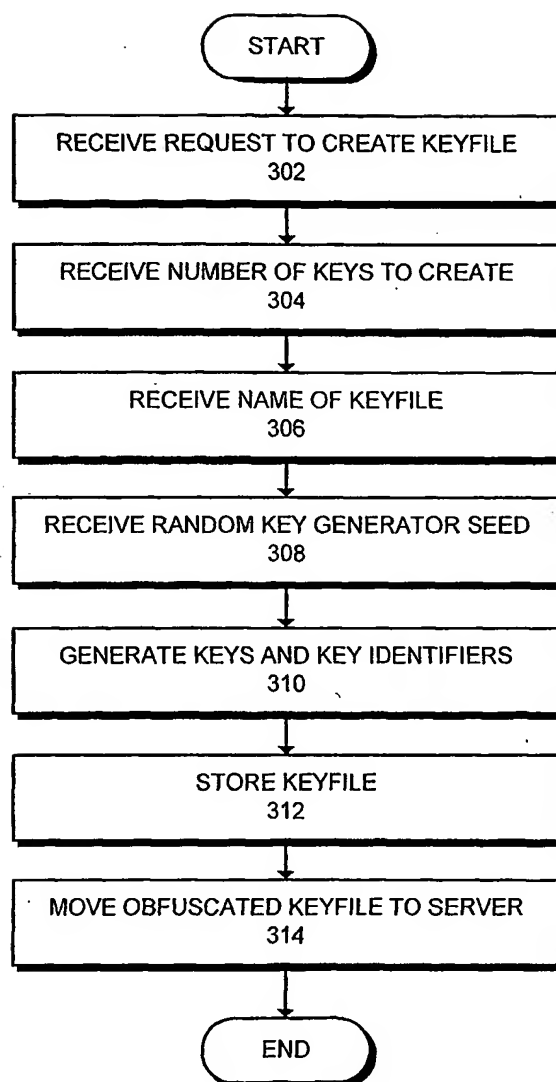 START
RECEIVE REQUEST TO CREATE KEYFILE
302
RECEIVE NUMBER OF KEYS TO CREATE
304
RECEIVE NAME OF KEYFILE
306
RECEIVE RANDOM KEY GENERATOR SEED
308
GENERATE KEYS AND KEY IDENTIFIERS
310
STORE KEYFILE
312
MOVE OBFUSCATED KEYFILE TO SERVER
314
END